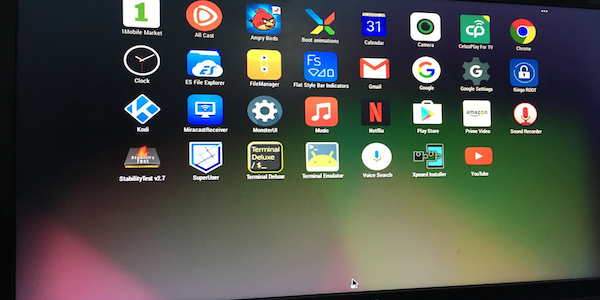 1
1Mobile Market
All Cast
Angry Birds
Boot animations
31
Calendar
Camera
CetusPlay For TV
Chrome
Clock
ES File Explorer
FileManager
Fs
Flat Style Bar Indicators
Gmail
Google
Google Settings
Kingo ROOT
Kodi
MiracastReceiver
MonsterUI
Music
Netflix
Play Store
amazon
Prime Video
Sound Recorder
StabilityTest v2.7
SuperUser
Terminal
Deluxe
/ $_
Terminal Deluxe
Terminal Emulator
Voice Search
Xposed Installer
YouTube